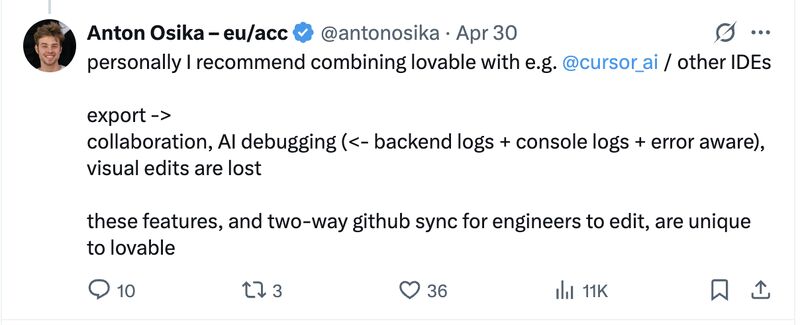 Anton Osika – eu/acc @antonosika · Apr 30
personally I recommend combining lovable with e.g. @cursor_ai / other IDEs
export ->
collaboration, AI debugging (<- backend logs + console logs + error aware),
visual edits are lost
these features, and two-way github sync for engineers to edit, are unique
to lovable
10 3 36 11K